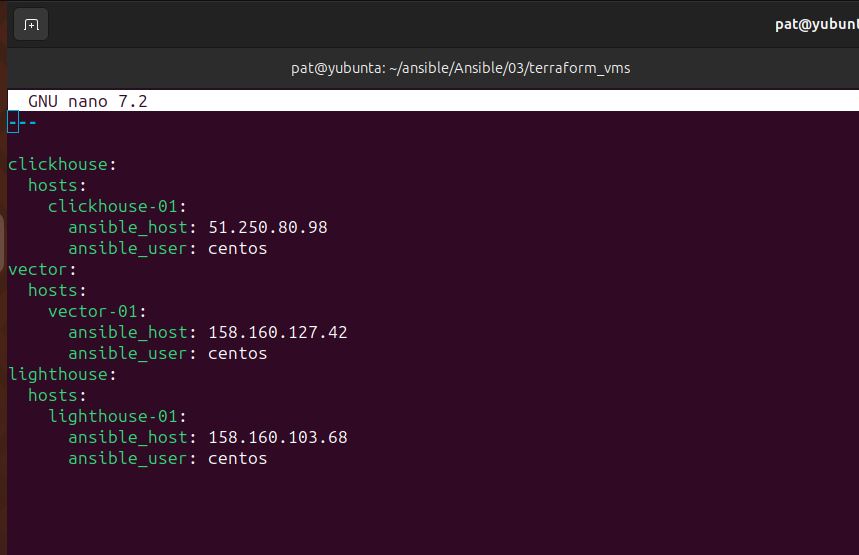 pat@yubunt
pat@yubunta: ~/ansible/Ansible/03/terraform_vms
GNU nano 7.2
---
clickhouse:
  hosts:
    clickhouse-01:
      ansible_host: 51.250.80.98
      ansible_user: centos
vector:
  hosts:
    vector-01:
      ansible_host: 158.160.127.42
      ansible_user: centos
lighthouse:
  hosts:
    lighthouse-01:
      ansible_host: 158.160.103.68
      ansible_user: centos